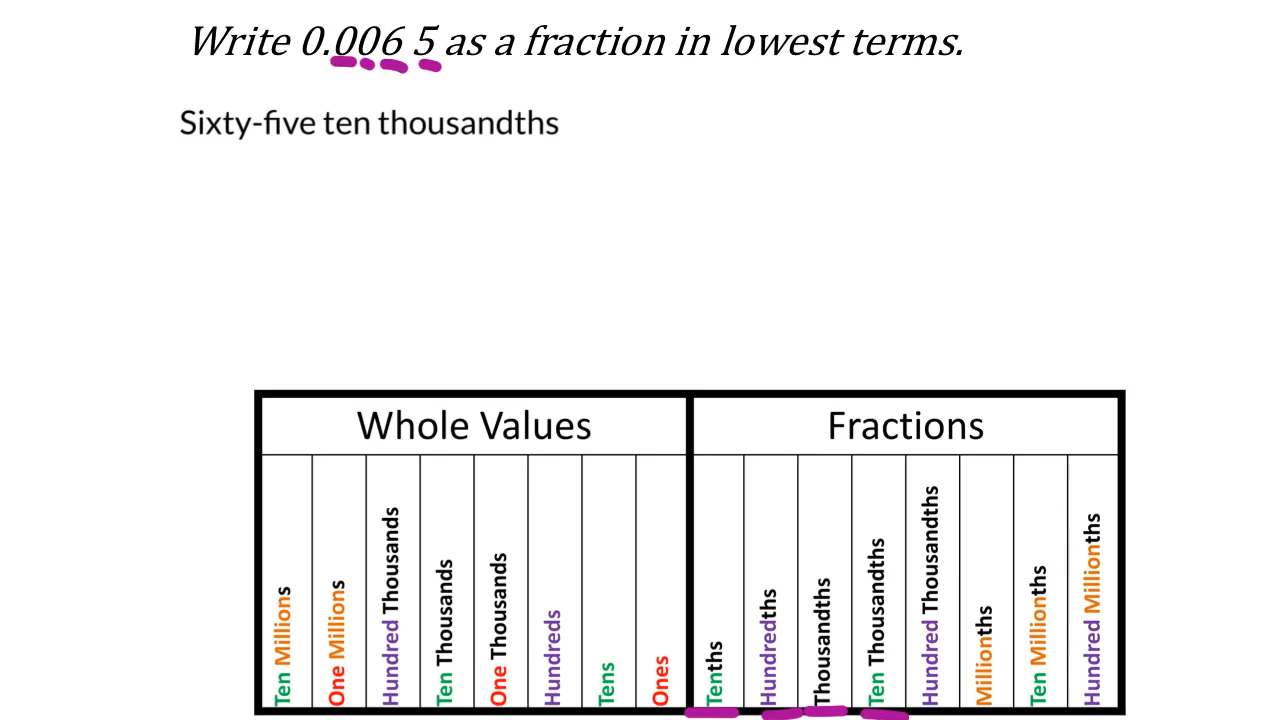 Write 0.006 5 as a fraction in lowest terms.
Sixty-five ten thousandths
Whole Values
Fractions
Ten Millions
One Millions
Hundred Thousands
Ten Thousands
One Thousands
Hundreds
Tens
Ones
Tenths
Hundredths
Thousandths
Ten Thousandths
Hundred Thousandths
Millionths
Ten Millionths
Hundred Millionths